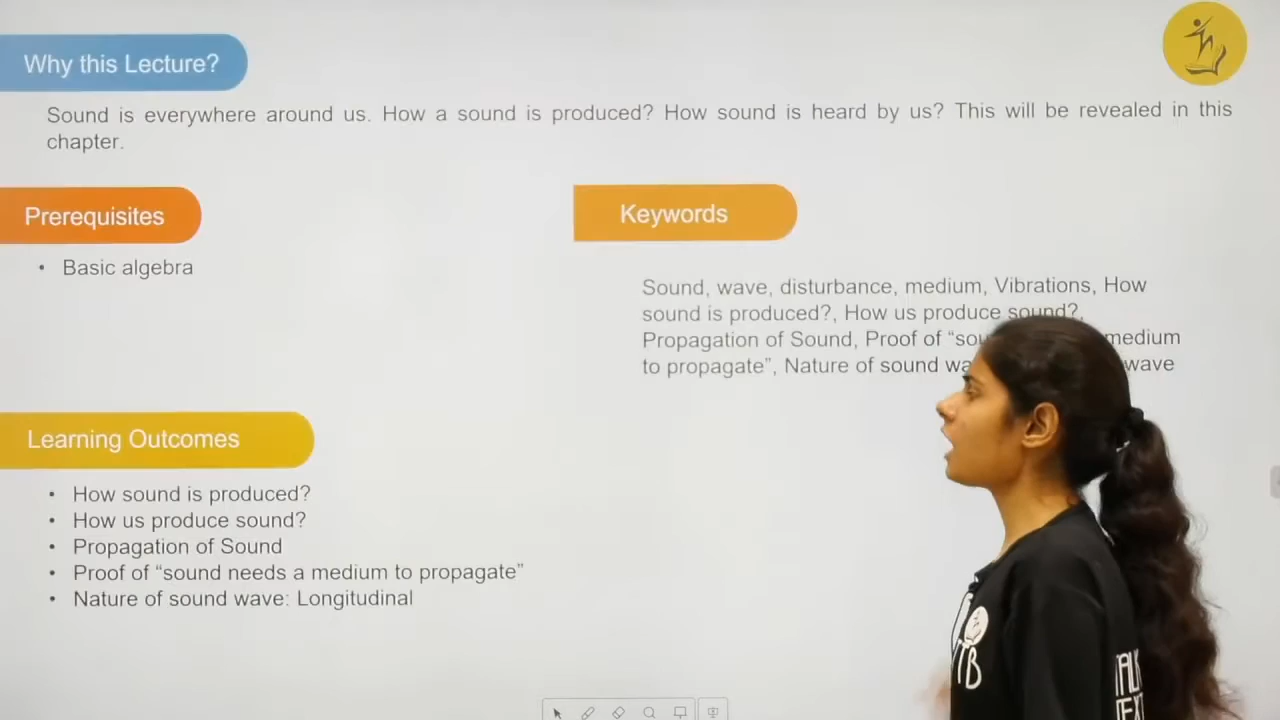 Why this Lecture?
Sound is everywhere around us. How a sound is produced? How sound is heard by us? This will be revealed in this
chapter.
Prerequisites
Keywords
• Basic algebra
Sound, wave, disturbance, medium, Vibrations, How
sound is produced?, How us produce sound?,
Propagation of Sound, Proof of “sou medium
to propagate”, Nature of sound wa wave
Learning Outcomes
• How sound is produced?
• How us produce sound?
• Propagation of Sound
• Proof of “sound needs a medium to propagate”
• Nature of sound wave: Longitudinal
TB